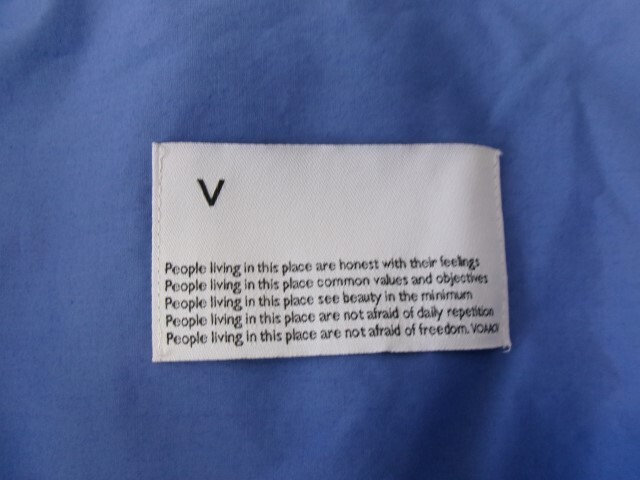 V
People living in this place are honest with their feelings
People living in this place common values and objectives
People living in this place see beauty in the minimum
People living in this place are not afraid of daily repetition
People living in this place are not afraid of freedom. VOAAOV